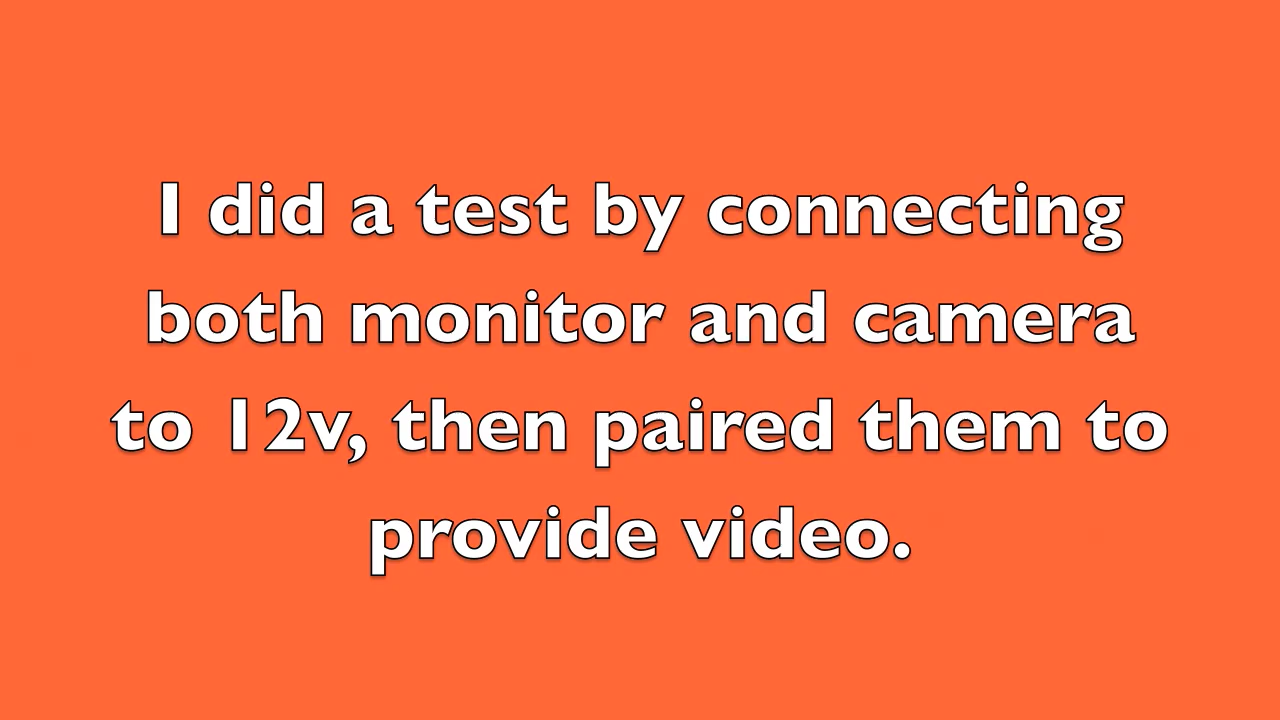 I did a test by connecting
both monitor and camera
to 12v, then paired them to
provide video.